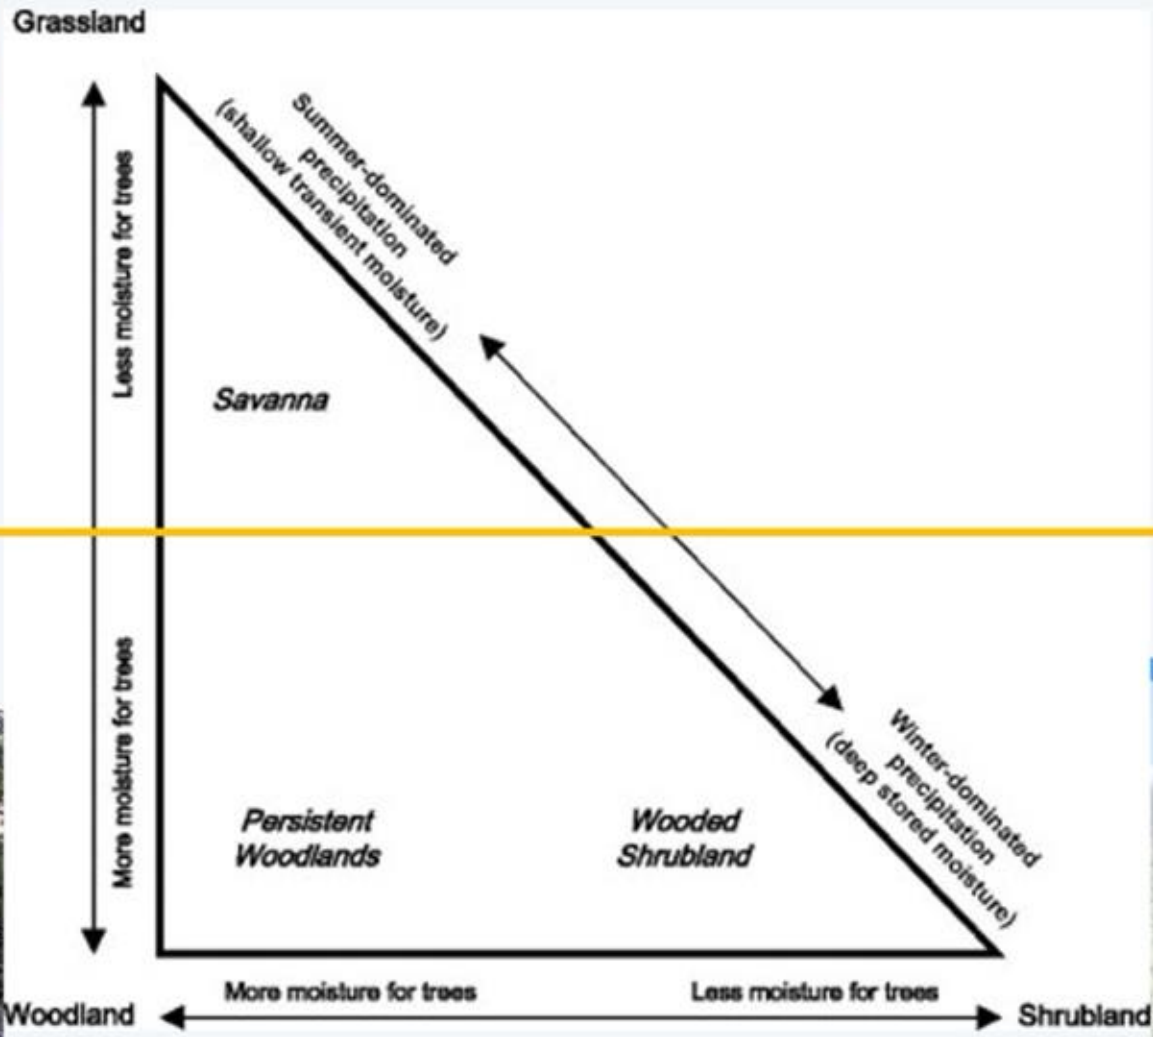 Grassland
Summer-dominated
precipitation
(shallow transient moisture)
Less moisture for trees
Savanna
More moisture for trees
Winter-dominated
precipitation
(deep stored moisture)
Persistent
Woodlands
Wooded
Shrubland
More moisture for trees
Less moisture for trees
Woodland
Shrubland